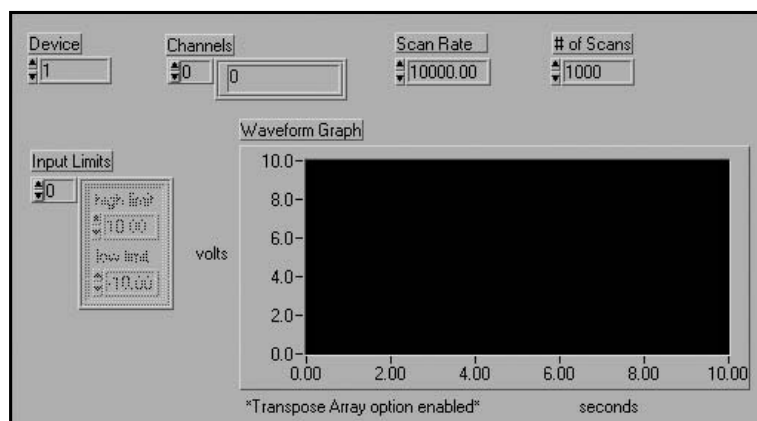 Device
1
Channels
0
0
Scan Rate
10000.00
# of Scans
1000
Input Limits
0
high limit
10.00
low limit
-10.00
Waveform Graph
volts
10.0
8.0
6.0
4.0
2.0
0.0
0.00 2.00 4.00 6.00 8.00 10.00
*Transpose Array option enabled* seconds